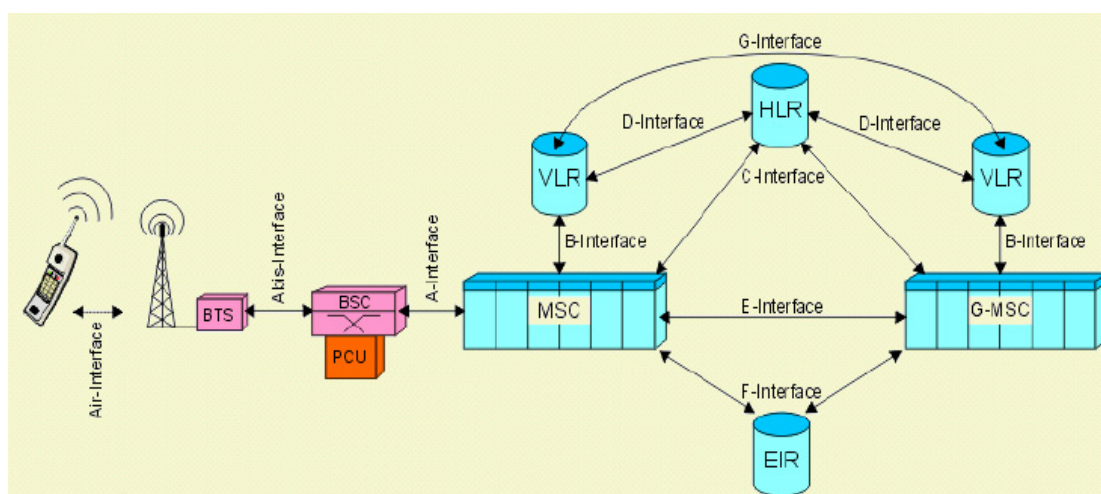 G-Interface
HLR
D-Interface
D-Interface
VLR
VLR
C-Interface
B-Interface
B-Interface
Abis-Interface
A-Interface
BSC
MSC
E-Interface
G-MSC
BTS
PCU
Air-Interface
F-Interface
EIR